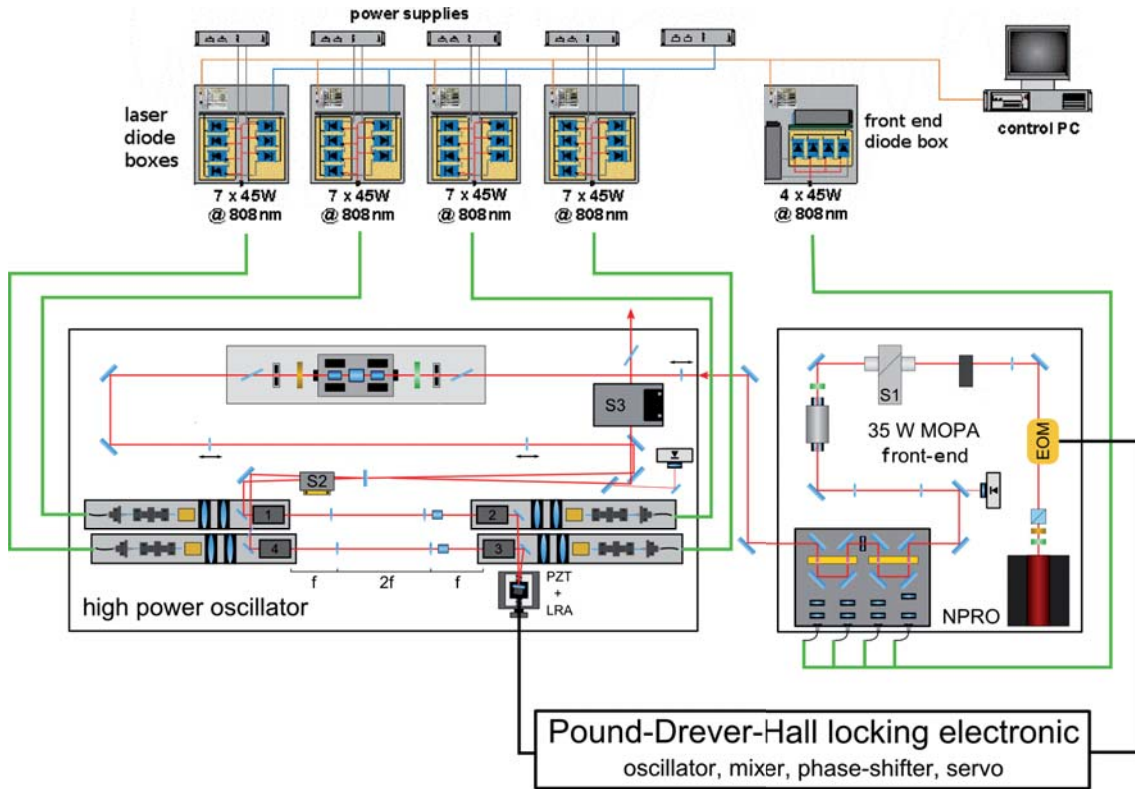 power supplies
laser
diode
boxes
front end
diode box
control PC
7 x 45W
@ 808 nm
7 x 45W
@ 808 nm
7 x 45W
@ 808 nm
7 x 45W
@ 808 nm
4 x 45W
@ 808 nm
S3
S1
35 W MOPA
front-end
EOM
S2
1
2
4
3
f
2f
f
PZT
+
LRA
high power oscillator
NPRO
Pound-Drever-Hall locking electronic
oscillator, mixer, phase-shifter, servo